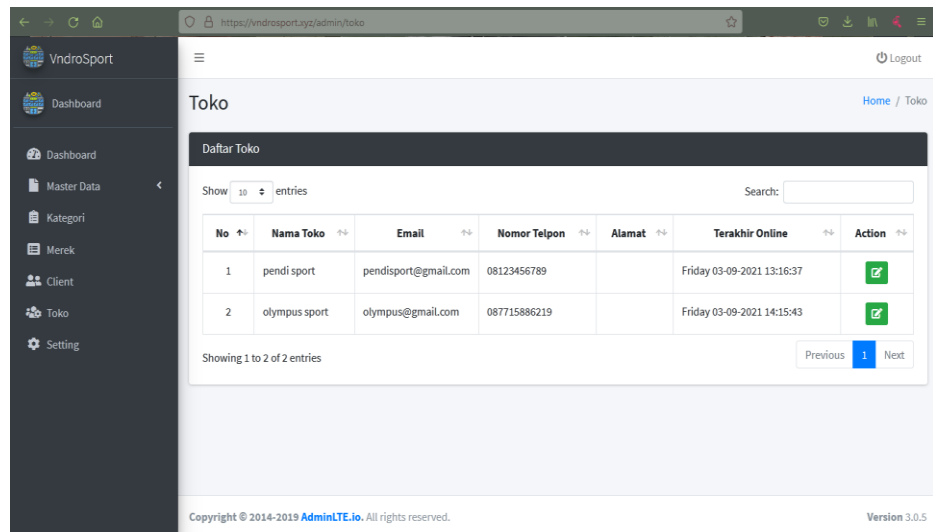 https://vndrosport.xyz/admin/toko
VndroSport
Logout
Dashboard
Toko
Home / Toko
Dashboard
Master Data
Kategori
Merek
Client
Toko
Setting
Daftar Toko
Show 10 entries
Search:
No Nama Toko Email Nomor Telpon Alamat Terakhir Online Action
1 pendi sport pendisport@gmail.com 08123456789 Friday 03-09-2021 13:16:37
2 olympus sport olympus@gmail.com 087715886219 Friday 03-09-2021 14:15:43
Showing 1 to 2 of 2 entries
Previous 1 Next
Copyright © 2014-2019 AdminLTE.io. All rights reserved.
Version 3.0.5